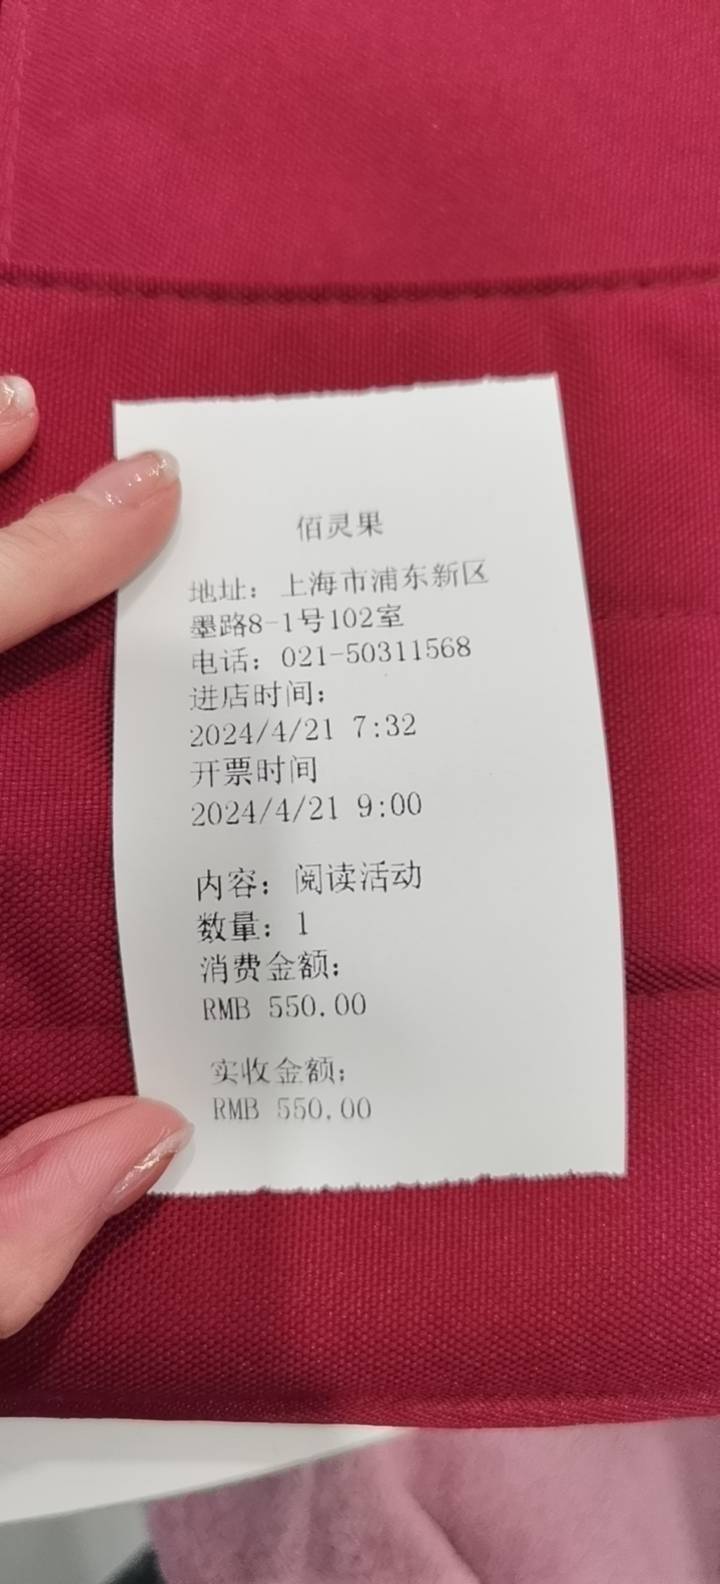 佰灵果
地址：上海市浦东新区
墨路8-1号102室
电话：021-50311568
进店时间：
2024/4/21 7:32
开票时间
2024/4/21 9:00
内容：阅读活动
数量：1
消费金额：
RMB 550.00
实收金额：
RMB 550.00